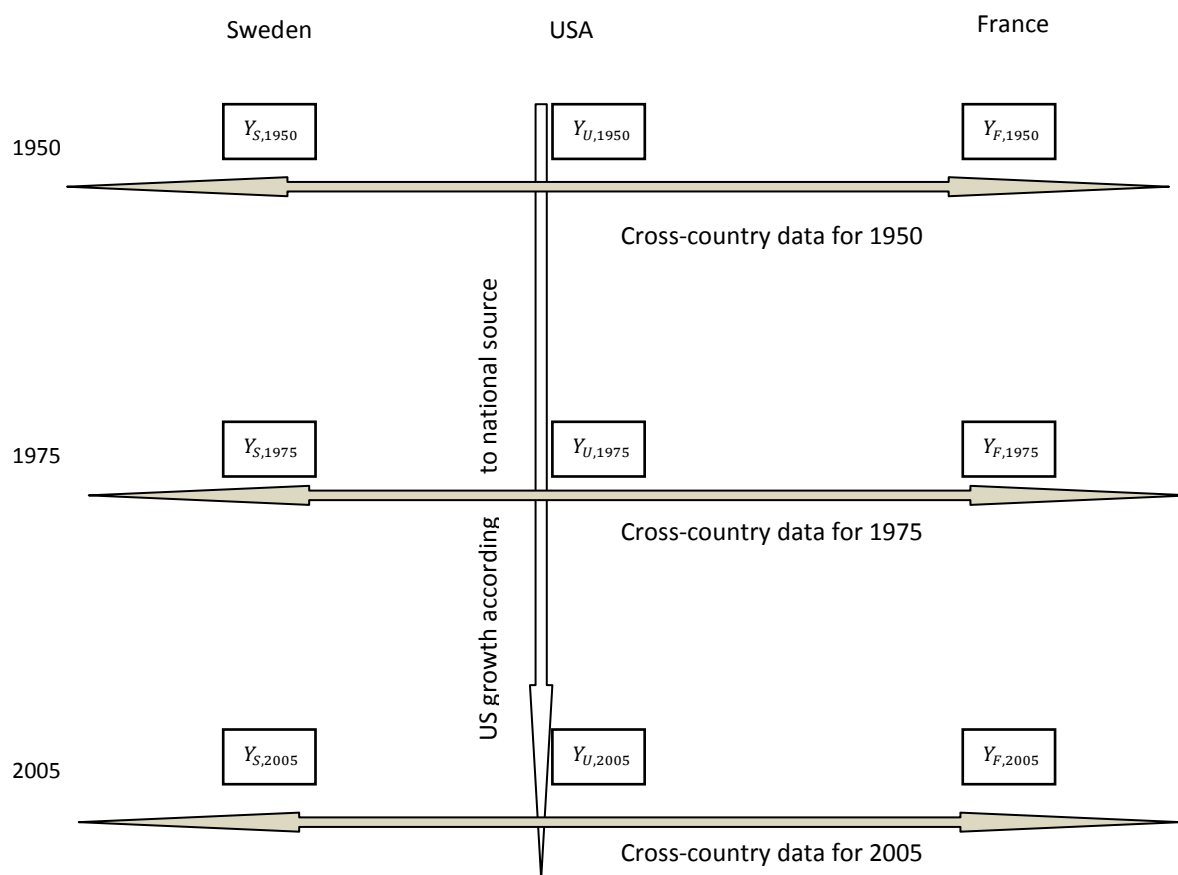 Sweden USA France
1950 Y_{S,1950} Y_{U,1950} Y_{F,1950}
Cross-country data for 1950
US growth according to national source
1975 Y_{S,1975} Y_{U,1975} Y_{F,1975}
Cross-country data for 1975
2005 Y_{S,2005} Y_{U,2005} Y_{F,2005}
Cross-country data for 2005